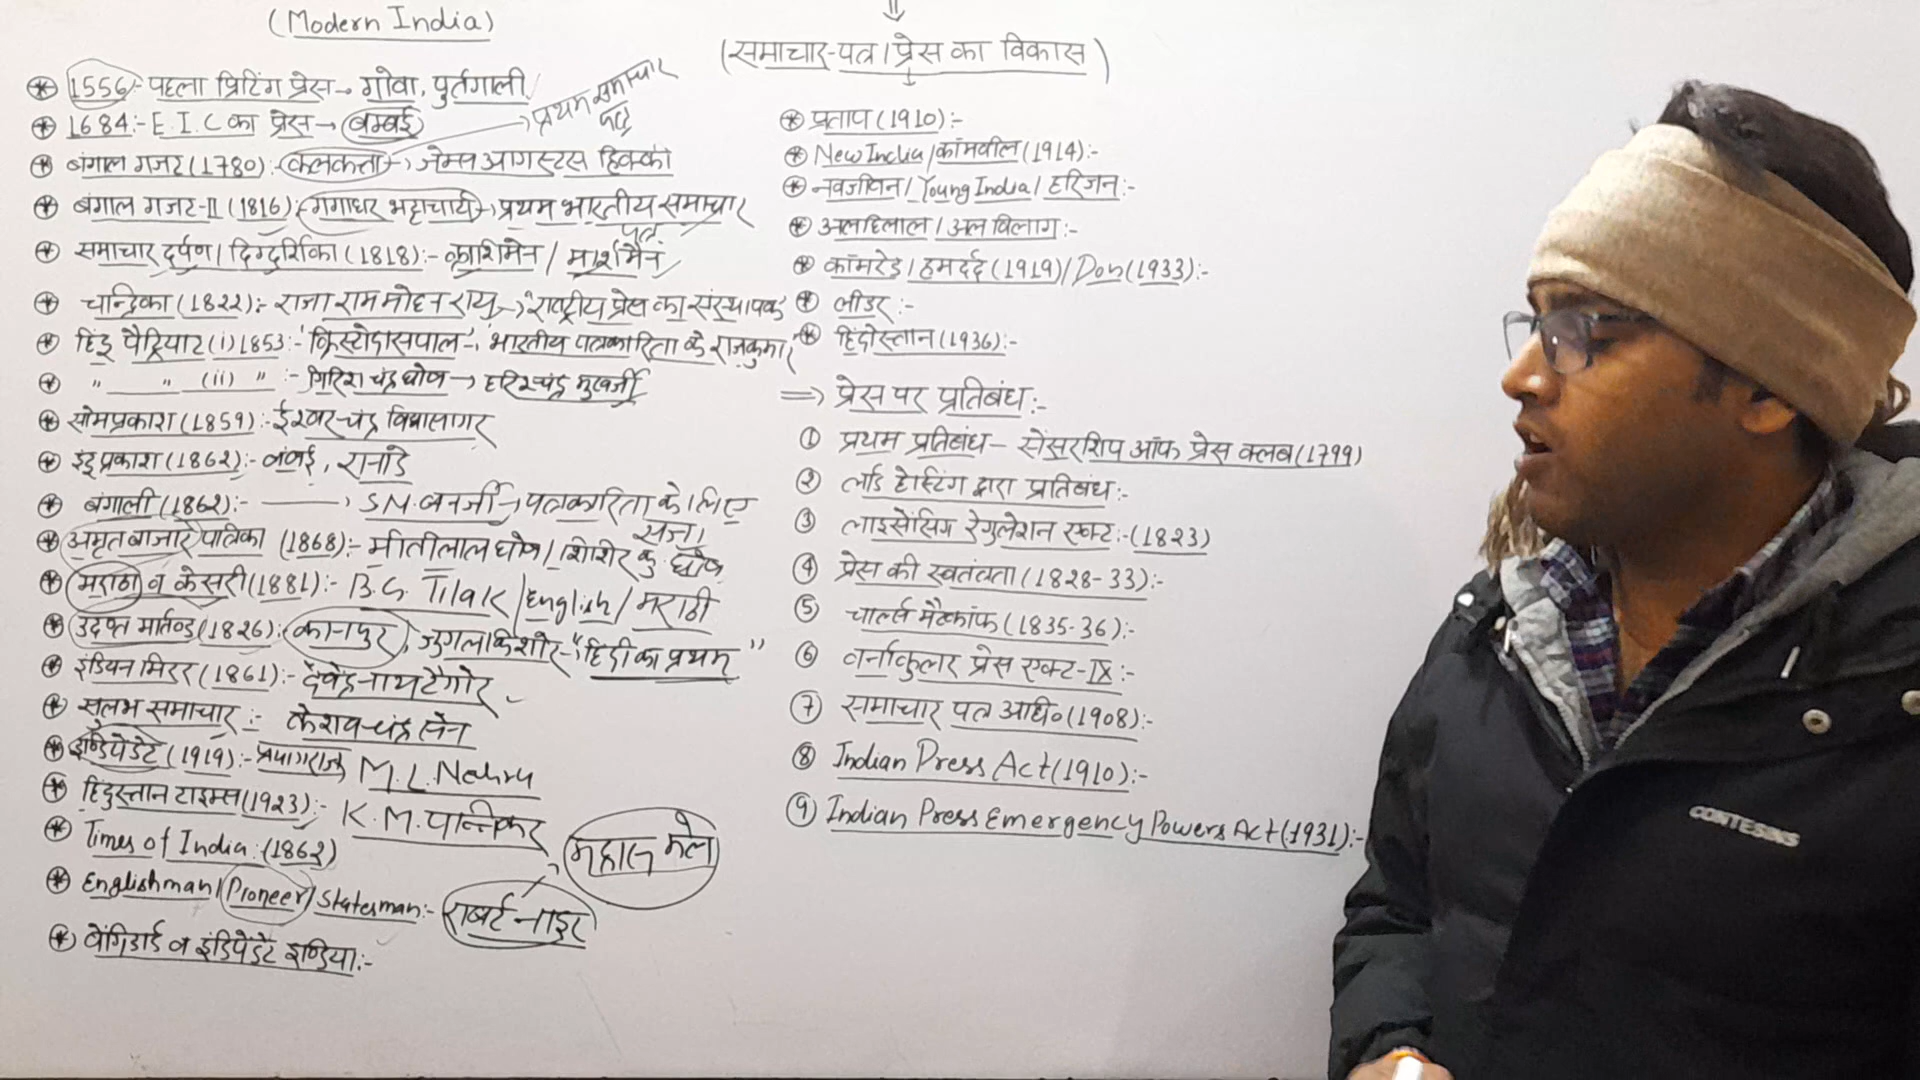 (Modern India)
* 1556:- पहला प्रिटिंग प्रेस → गोवा, पुर्तगाली
* 1684:- E.I.C का प्रेस → बम्बई
प्रथम समाचार
पत्र
* बंगाल गजट (1780):- कलकत्ता → जेम्स आगस्टस हिक्की
* बंगाल गजट-II (1816):- गंगाधर भट्टाचार्य → प्रथम भारतीय समाचार
पत्र
* समाचार दर्पण / दिग्दर्शिका (1818):- / मार्शमैन
* चन्द्रिका (1822):- राजा राममोहन राय → राष्ट्रीय प्रेस का संस्थापक
* हिंदू पैट्रियाट (i) 1853:- 'क्रिस्टोदासपाल' भारतीय पत्रकारिता के राजकुमार
* " " (ii) " :- गिरिश चंद्र घोष → हरिश्चंद्र मुखर्जी
* सोमप्रकाश (1859):- ईश्वर चंद्र विद्यासागर
* इंदुप्रकाश (1862):- बंबई, रानाडे
* बंगाली (1862):- → S.N. बनर्जी → पत्रकारिता के लिए
सजा
* अमृत बाजार पात्रिका (1868):- मोतीलाल घोष / शिशिर कु. घोष
* मराठा व केसरी (1881):- B.G. Tilak / English / मराठी
* उदन्त मार्तण्ड (1826):- कानपुर, जुगलकिशोर - "हिंदी का प्रथम"
* इंडियन मिरर (1861):- देवेंद्रनाथ टैगोर
* सुलभ समाचार :- केशव चंद्र सेन
* इण्डिपेंडेंट (1919):- प्रयागराज M.L. Nehru
* हिंदुस्तान टाइम्स (1923):- K.M. पन्निकर
* Times of India: (1862)
* Englishman / Pioneer / Statesman:- राबर्ट नाइट
* व इंडिपेंडेंट इण्डिया:-
(समाचार-पत्र / प्रेस का विकास)
* प्रताप (1910):-
* New India / कॉमवील (1914):-
* नवजीवन / Young India / हरिजन:-
* अलहिलाल / अल विलाग:-
* कॉमरेड / हमदर्द (1919) / Don (1933):-
* लीडर :-
* हिंदोस्तान (1936):-
⇒ प्रेस पर प्रतिबंध:-
① प्रथम प्रतिबंध - सेंसरशिप ऑफ प्रेस क्लब (1799)
② लॉर्ड हेस्टिंग द्वारा प्रतिबंध:-
③ लाइसेंसिग रेगुलेशन एक्ट:- (1823)
④ प्रेस की स्वतंत्रता (1828-33):-
⑤ चार्ल्स मैटकॉफ (1835-36):-
⑥ वर्नाकुलर प्रेस एक्ट-IX:-
⑦ समाचार पत्र अधि० (1908):-
⑧ Indian Press Act (1910):-
⑨ Indian Press Emergency Powers Act (1931):-